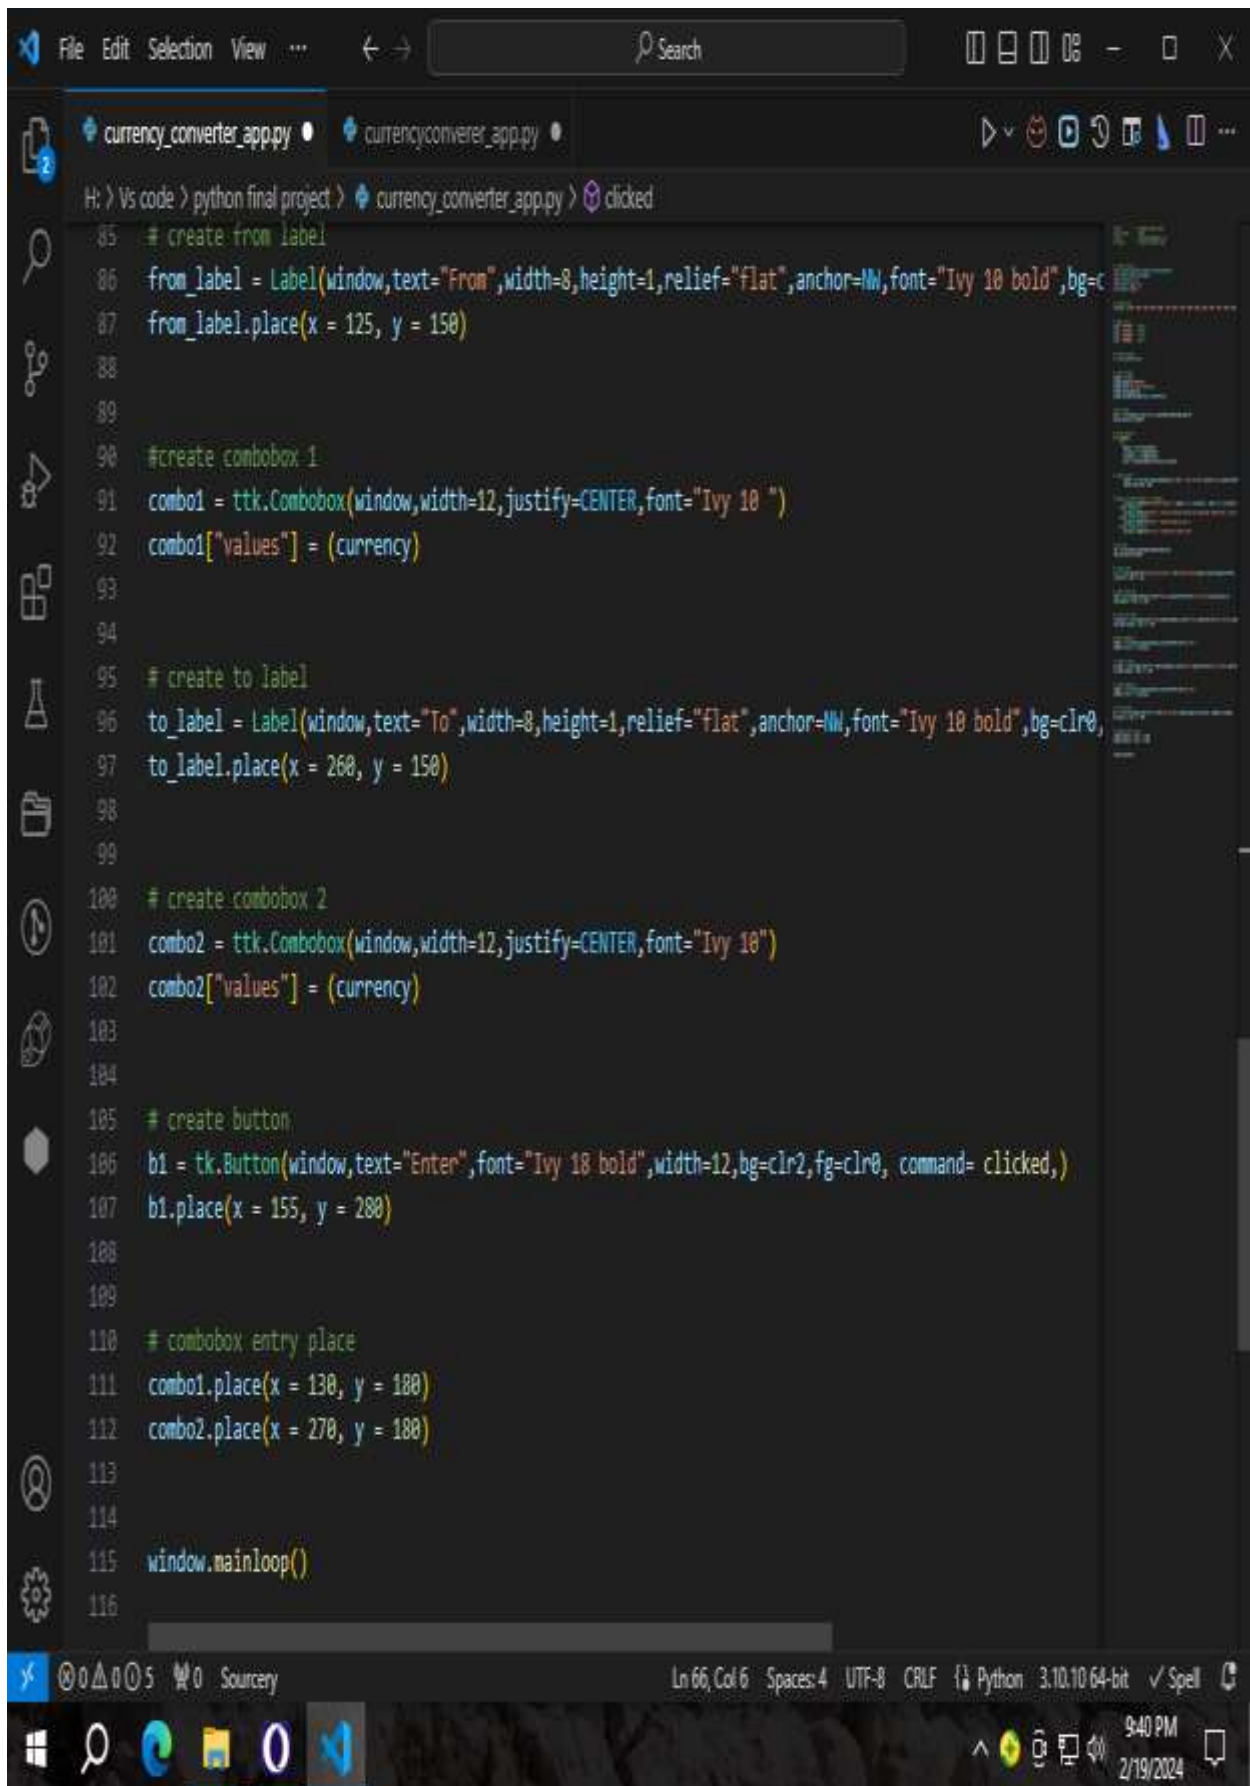 File Edit Selection View ··· Search
currency_converter_app.py currencyconverer_app.py
H: > Vs code > python final project > currency_converter_app.py > clicked
85 # create from label
86 from_label = Label(window,text="From",width=8,height=1,relief="flat",anchor=NW,font="Ivy 10 bold",bg=c
87 from_label.place(x = 125, y = 150)
88
89
90 #create combobox 1
91 combo1 = ttk.Combobox(window,width=12,justify=CENTER,font="Ivy 10 ")
92 combo1["values"] = (currency)
93
94
95 # create to label
96 to_label = Label(window,text="To",width=8,height=1,relief="flat",anchor=NW,font="Ivy 10 bold",bg=clr0,
97 to_label.place(x = 260, y = 150)
98
99
100 # create combobox 2
101 combo2 = ttk.Combobox(window,width=12,justify=CENTER,font="Ivy 10")
102 combo2["values"] = (currency)
103
104
105 # create button
106 b1 = tk.Button(window,text="Enter",font="Ivy 18 bold",width=12,bg=clr2,fg=clr0, command= clicked,)
107 b1.place(x = 155, y = 280)
108
109
110 # combobox entry place
111 combo1.place(x = 130, y = 180)
112 combo2.place(x = 270, y = 180)
113
114
115 window.mainloop()
116
2
0 0 5 0 Sourcery Ln 66, Col 6 Spaces: 4 UTF-8 CRLF Python 3.10.10 64-bit Spell
9:40 PM
2/19/2024